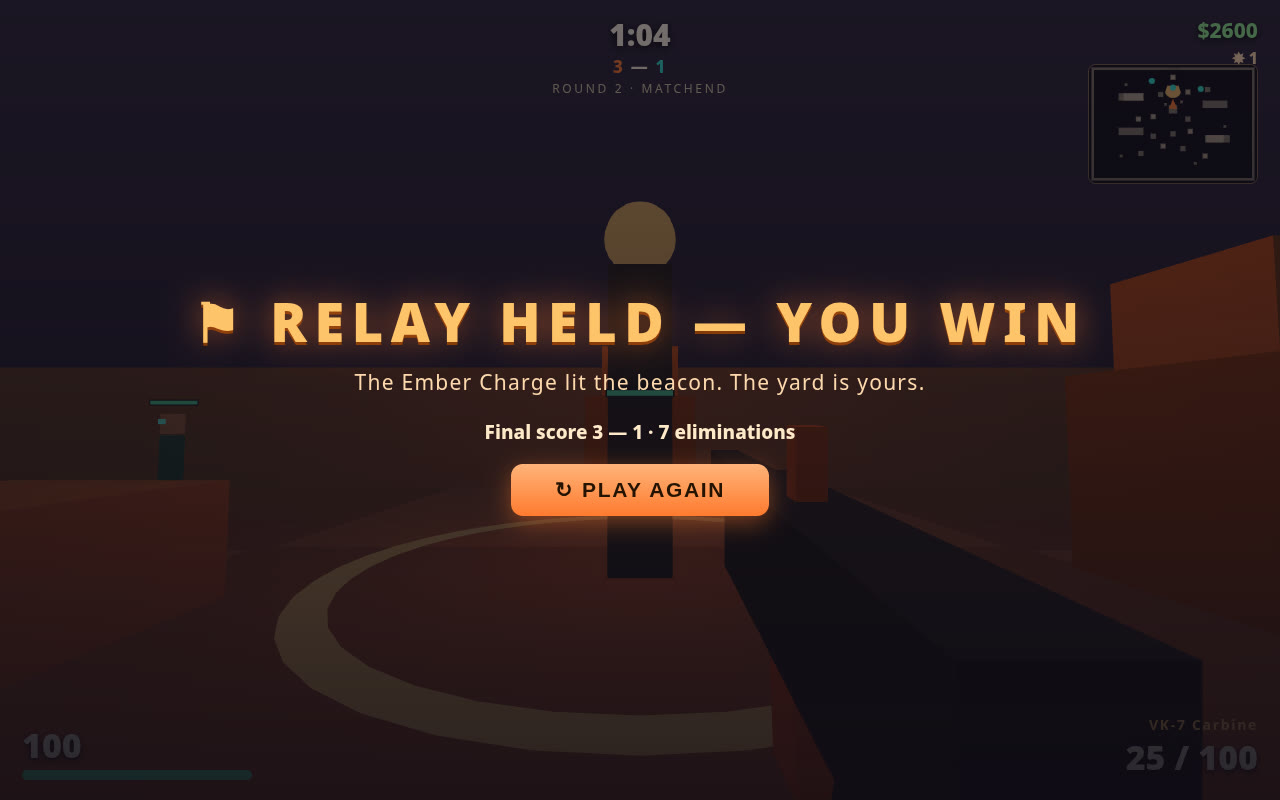 1:04
3 — 1
ROUND 2 · MATCHEND
$2600
✸ 1
⚑ RELAY HELD — YOU WIN
The Ember Charge lit the beacon. The yard is yours.
Final score 3 — 1 · 7 eliminations
↻ PLAY AGAIN
100
VK-7 Carbine
25 / 100